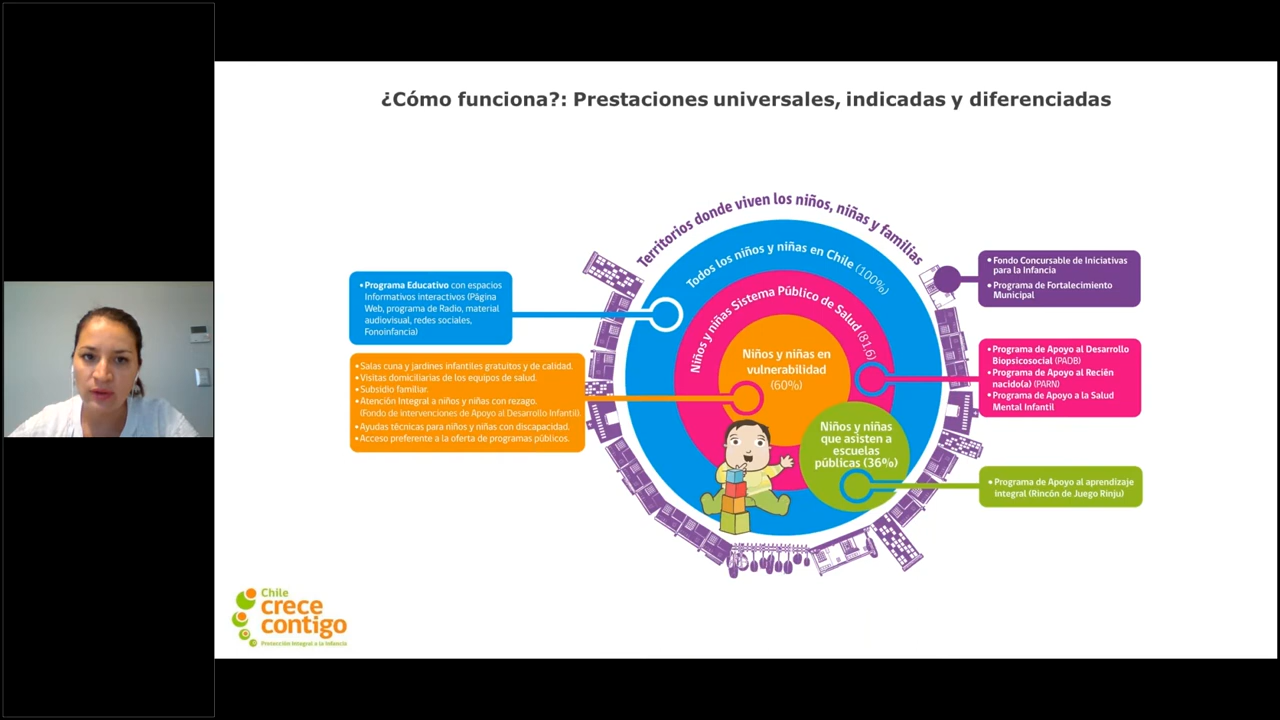 ¿Cómo funciona?: Prestaciones universales, indicadas y diferenciadas
Territorios donde viven los niños, niñas y familias
Todos los niños y niñas en Chile (100%)
Niños y niñas Sistema Público de Salud (81,6)
Niños y niñas en
vulnerabilidad
(60%)
Niños y niñas
que asisten a
escuelas
públicas (36%)
• Programa Educativo con espacios
Informativos interactivos (Página
Web, programa de Radio, material
audiovisual, redes sociales,
Fonoinfancia)
• Salas cuna y jardines infantiles gratuitos y de calidad.
• Visitas domiciliarias de los equipos de salud.
• Subsidio familiar.
• Atención Integral a niños y niñas con rezago.
(Fondo de intervenciones de Apoyo al Desarrollo Infantil).
• Ayudas técnicas para niños y niñas con discapacidad.
• Acceso preferente a la oferta de programas públicos.
• Fondo Concursable de Iniciativas
para la Infancia
• Programa de Fortalecimiento
Municipal
• Programa de Apoyo al Desarrollo
Biopsicosocial (PADB)
• Programa de Apoyo al Recién
nacido(a) (PARN)
• Programa de Apoyo a la Salud
Mental Infantil
• Programa de Apoyo al aprendizaje
integral (Rincón de Juego Rinju)
Chile
crece
contigo
Protección Integral a la Infancia